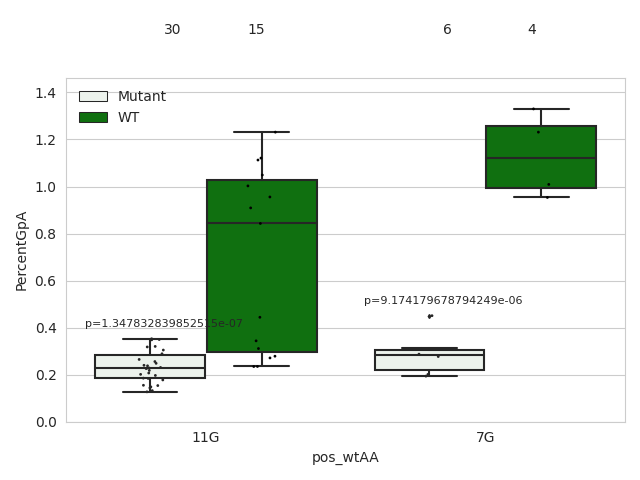 30 15 6 4
Mutant
WT
PercentGpA
1.4
1.2
1.0
0.8
0.6
0.4
0.2
0.0
p=9.174179678794249e-06
p=1.347832839852515e-07
11G 7G
pos_wtAA